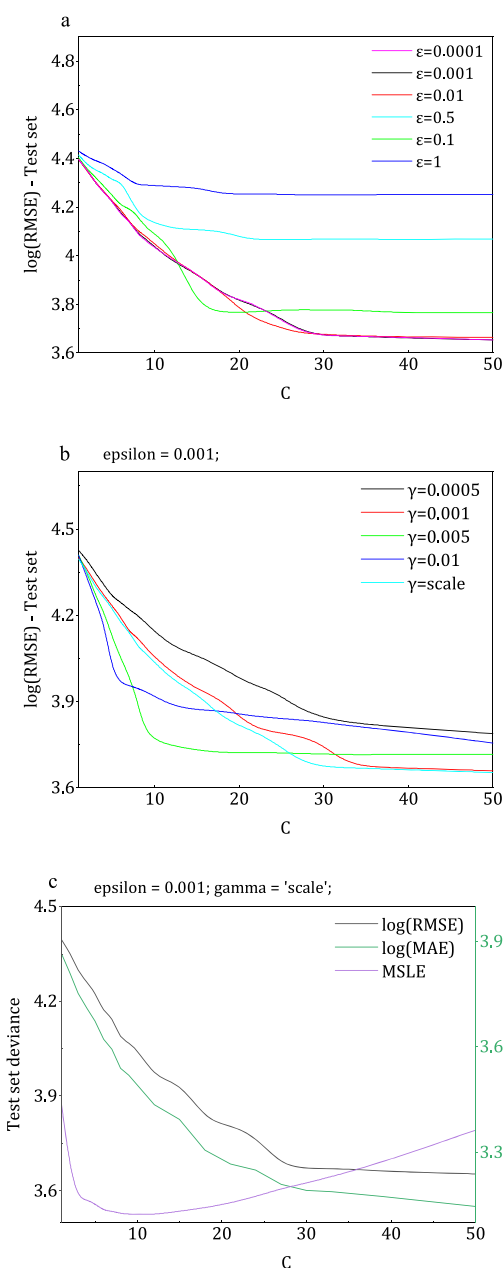 a
4.8
4.4
4.2
4
3.8
3.6
log(RMSE) - Test set
ε=0.0001
ε=0.001
ε=0.01
ε=0.5
ε=0.1
ε=1
10
20
30
40
50
C
b
epsilon = 0.001;
4.5
4.2
3.9
3.6
log(RMSE) - Test set
γ=0.0005
γ=0.001
γ=0.005
γ=0.01
γ=scale
10
20
30
40
50
C
c
epsilon = 0.001; gamma = 'scale';
4.5
4.2
3.9
3.6
Test set deviance
log(RMSE)
log(MAE)
MSLE
3.9
3.6
3.3
10
20
30
40
50
C